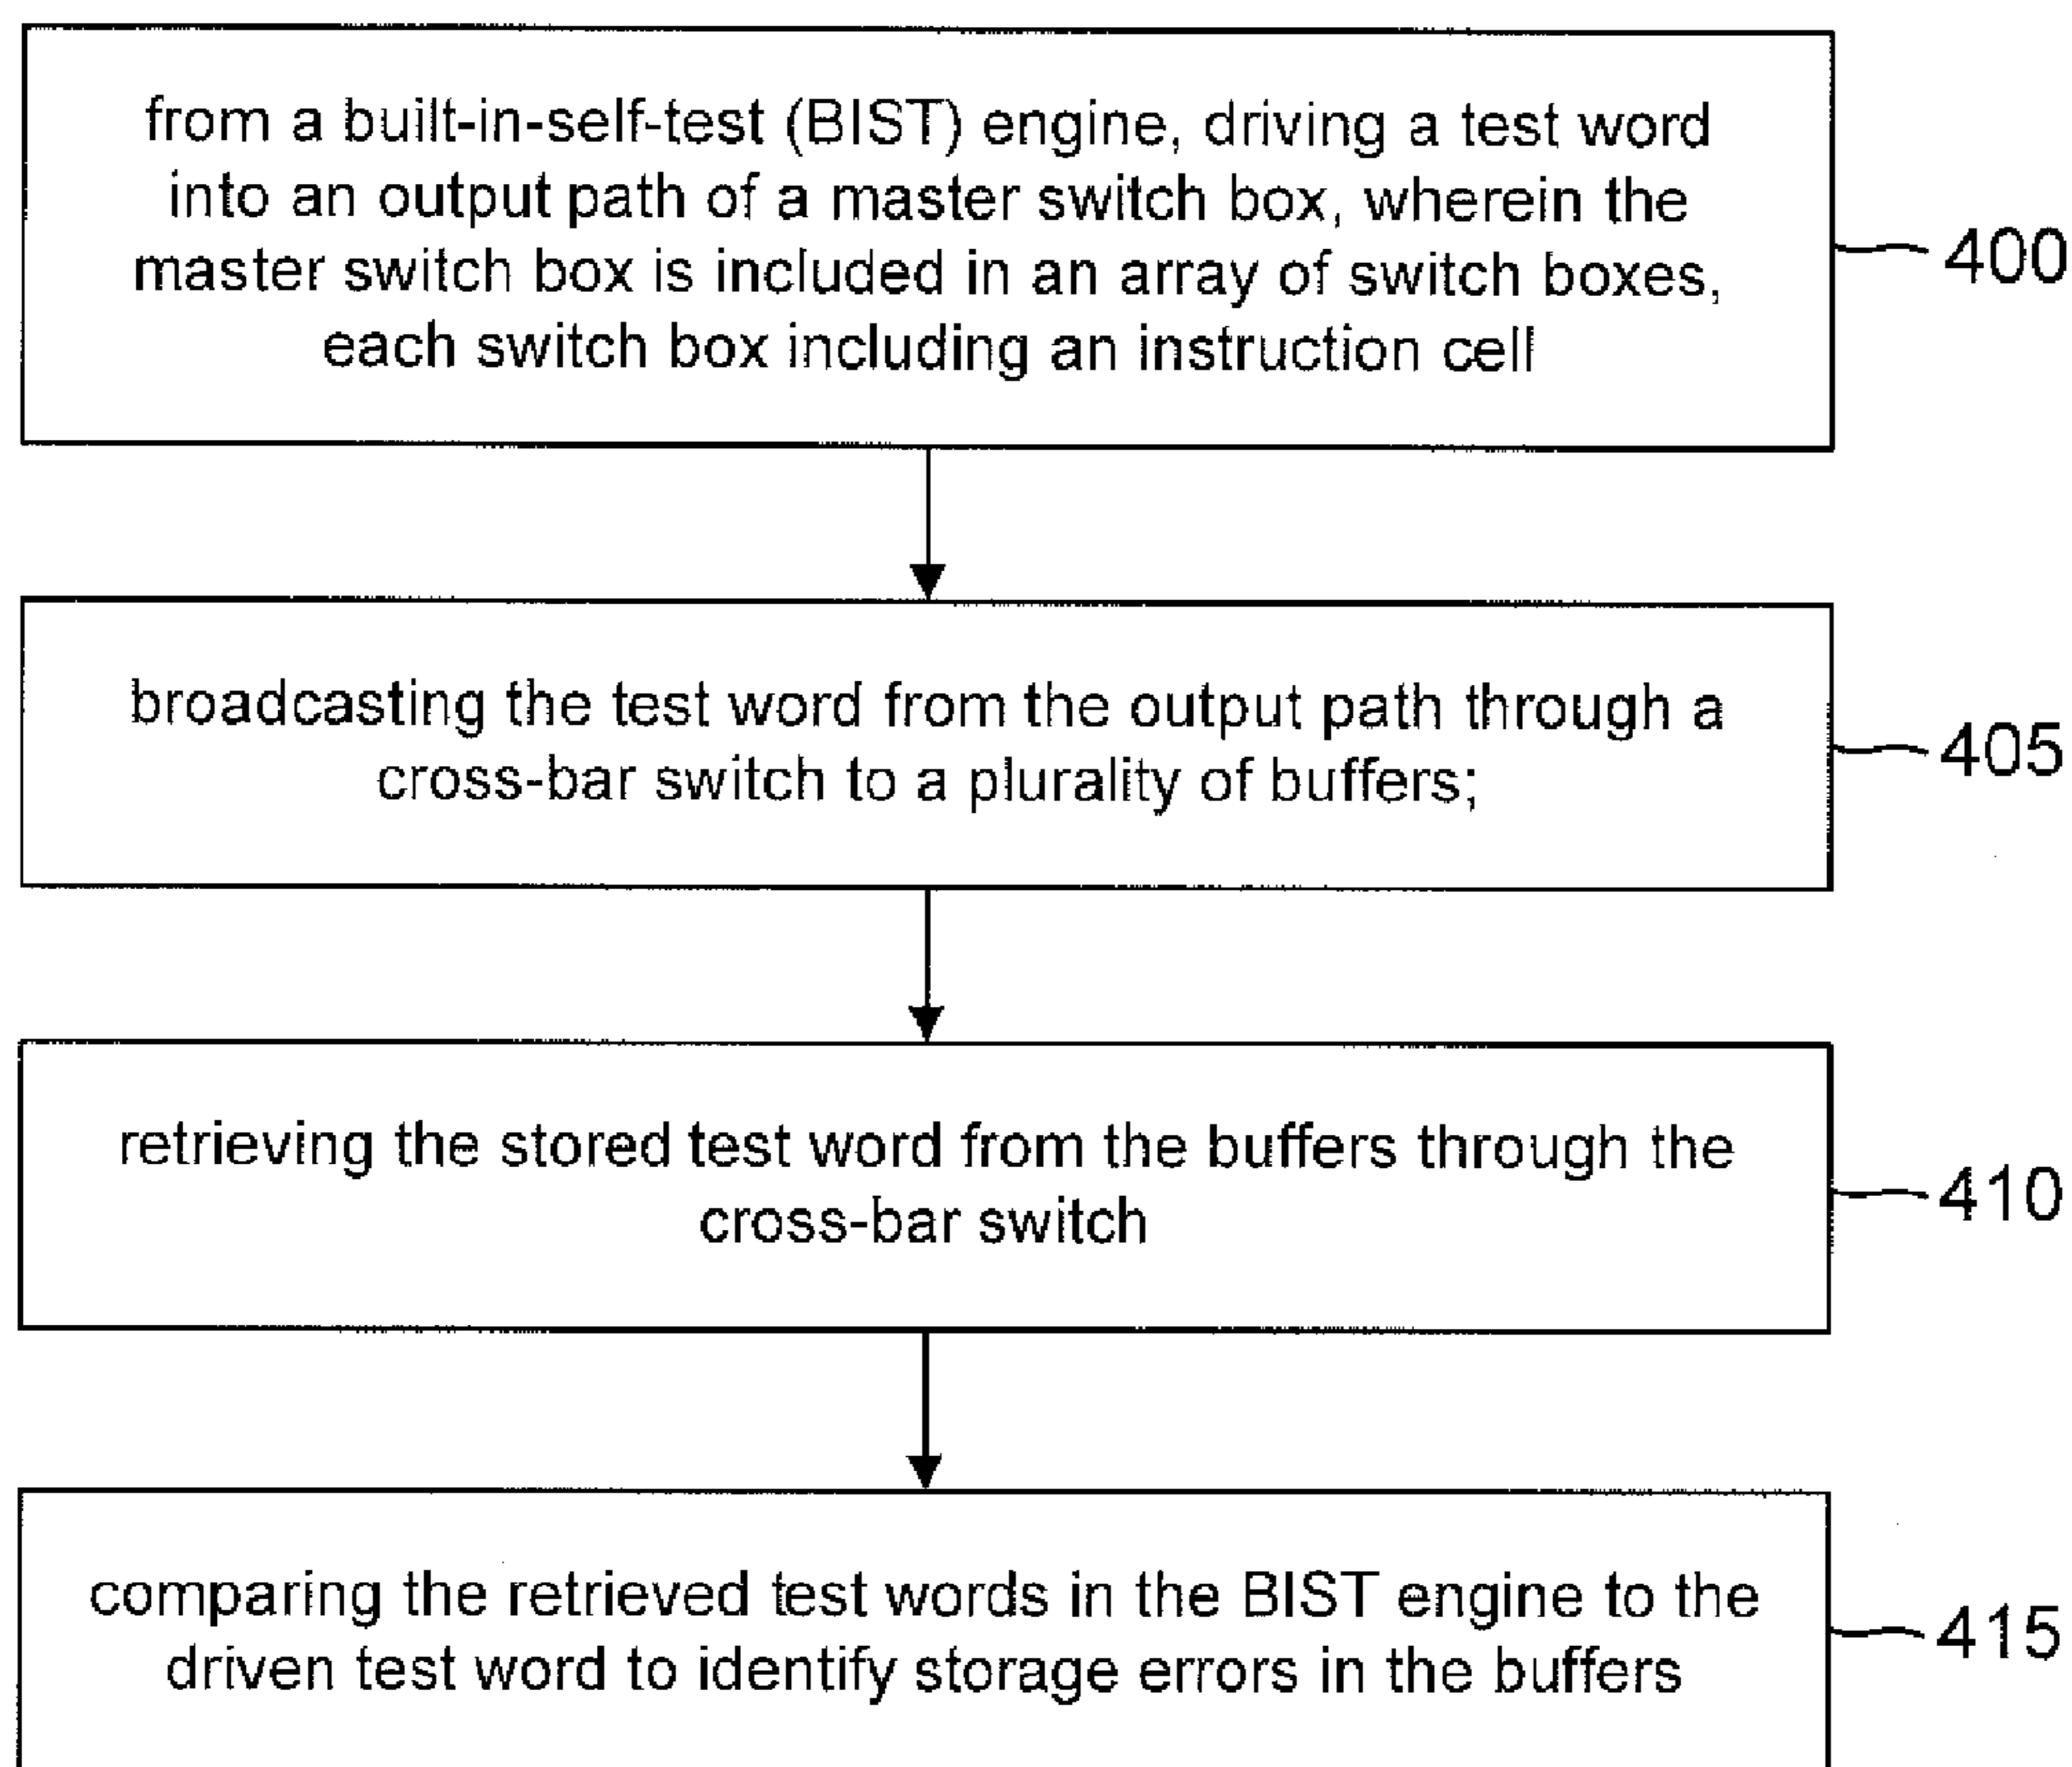 from a built-in-self-test (BIST) engine, driving a test word
into an output path of a master switch box, wherein the
master switch box is included in an array of switch boxes,
each switch box including an instruction cell
400
broadcasting the test word from the output path through a
cross-bar switch to a plurality of buffers;
405
retrieving the stored test word from the buffers through the
cross-bar switch
410
comparing the retrieved test words in the BIST engine to the
driven test word to identify storage errors in the buffers
415